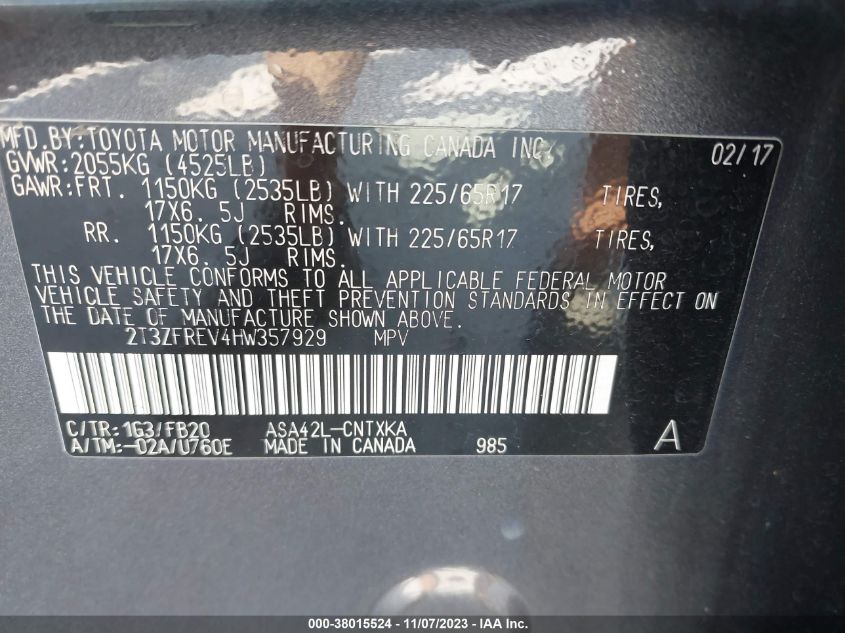 MFD.BY:TOYOTA MOTOR MANUFACTURING CANADA INC. 02/17
GVWR:2055KG (4525LB)
GAWR:FRT. 1150KG (2535LB) WITH 225/65R17 TIRES,
17X6. 5J RIMS.
RR. 1150KG (2535LB) WITH 225/65R17 TIRES,
17X6. 5J RIMS.
THIS VEHICLE CONFORMS TO ALL APPLICABLE FEDERAL MOTOR
VEHICLE SAFETY AND THEFT PREVENTION STANDARDS IN EFFECT ON
THE DATE OF MANUFACTURE SHOWN ABOVE.
2T3ZFREV4HW357929 MPV
C/TR:1G3/FB20 ASA42L-CNTXKA A
A/TM:-02A/U760E MADE IN CANADA 985
000-38015524 - 11/07/2023 - IAA Inc.